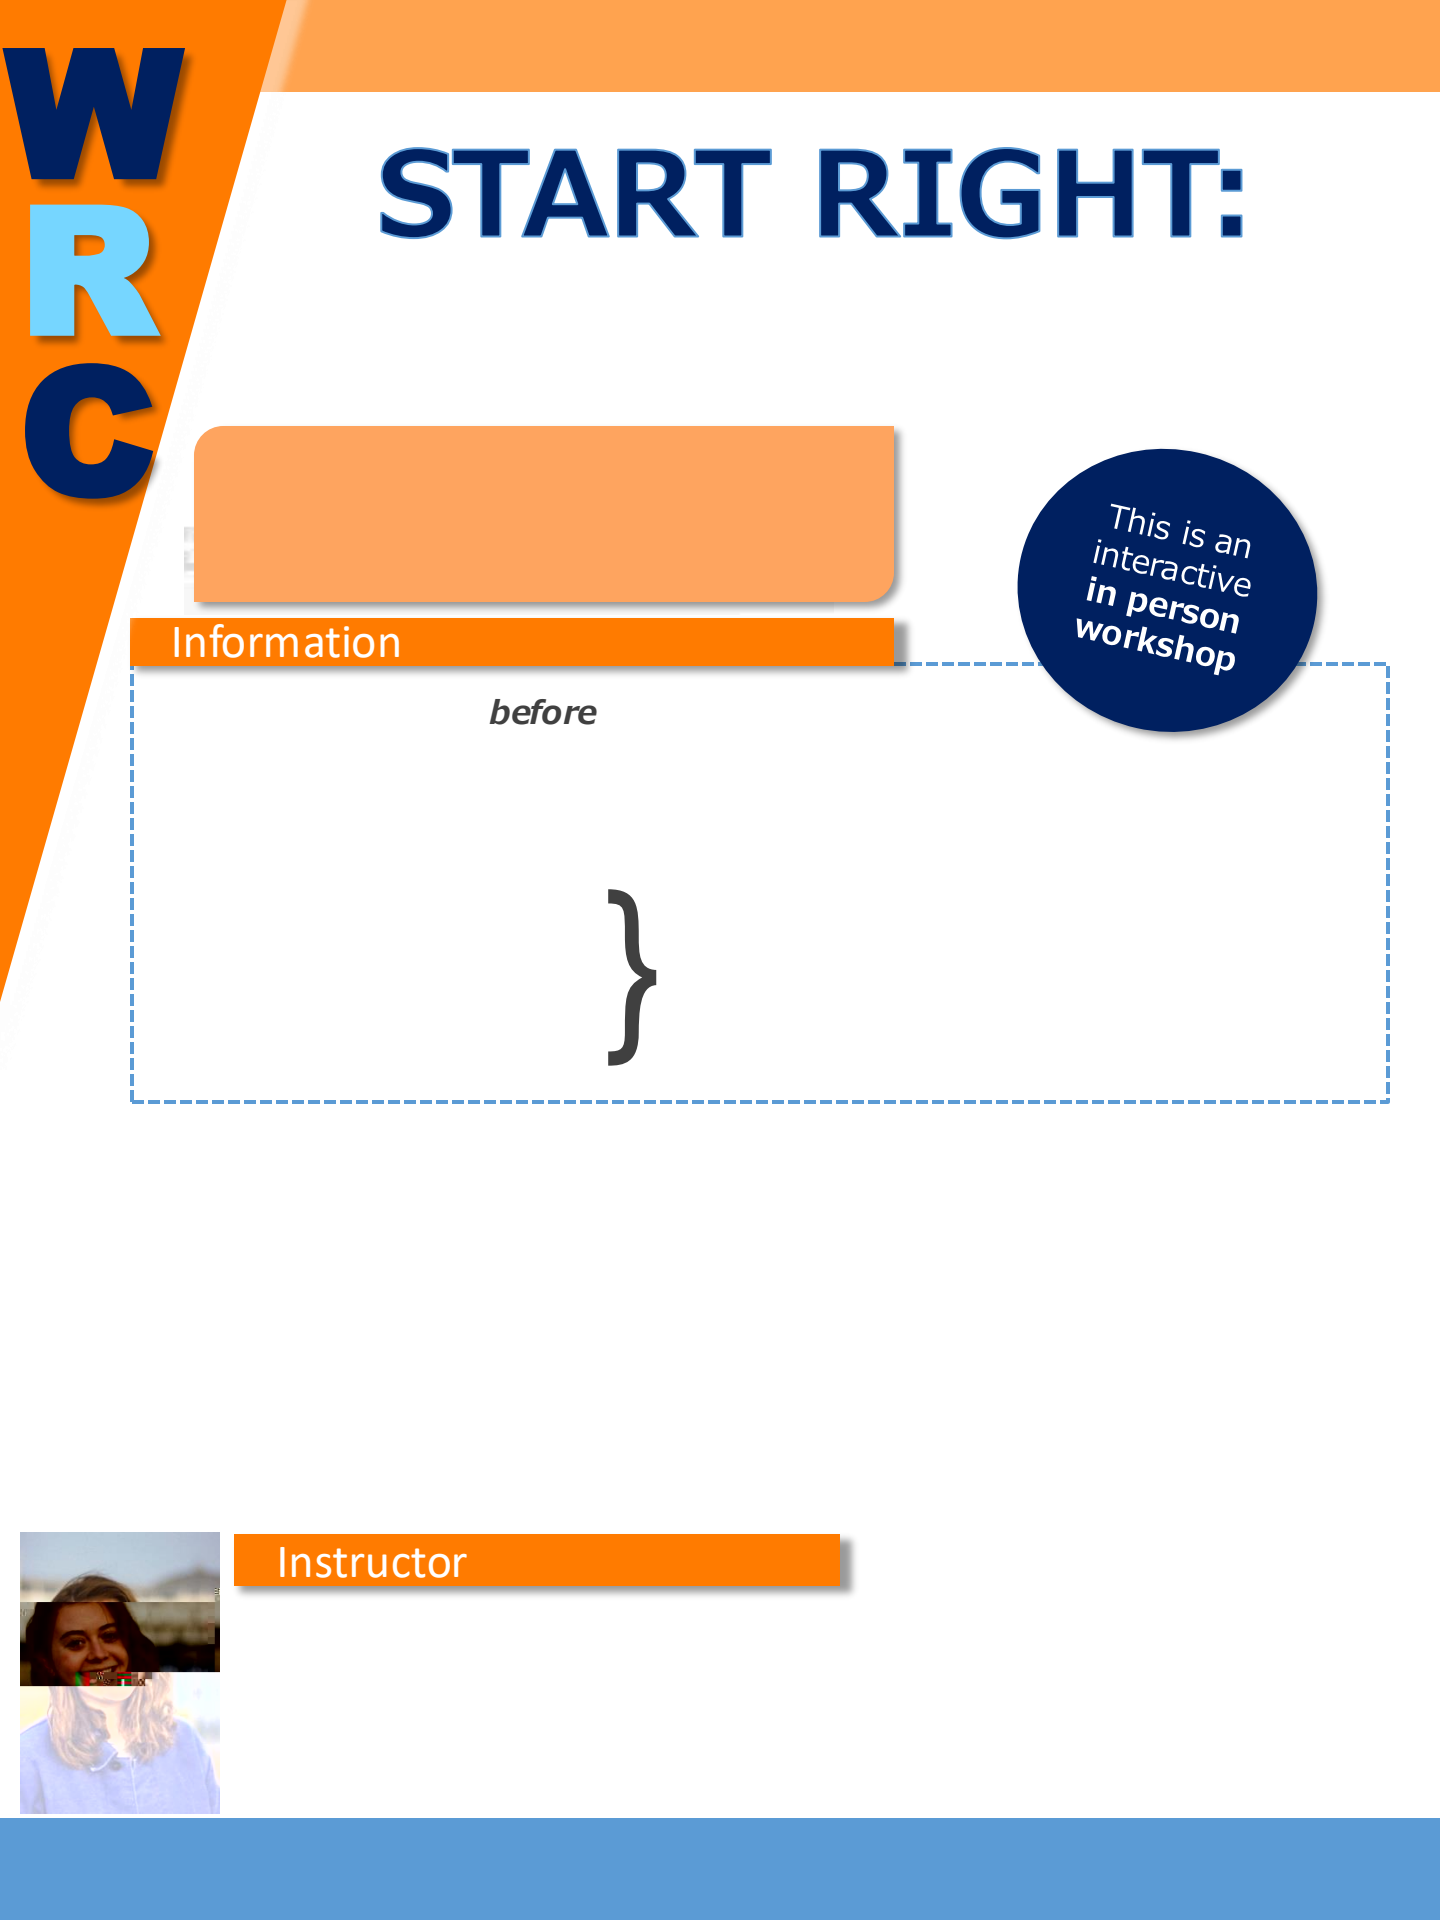 W
R
C
START RIGHT:
This is an
interactive
in person
workshop
Information
before
}
Instructor